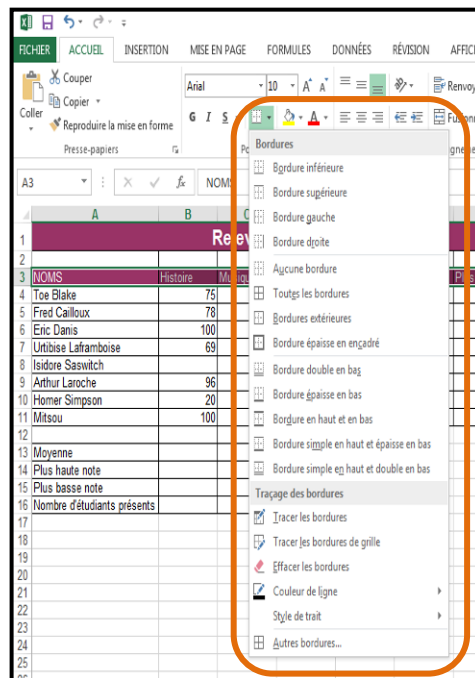 FICHIER ACCUEIL INSERTION MISE EN PAGE FORMULES DONNÉES RÉVISION AFFICH
Couper
Copier
Reproduire la mise en forme
Coller
Presse-papiers
Arial 10 A A Renvoy
G I S A Fusionn
A3 fx NOMS
Bordures
Bordure inférieure
Bordure supérieure
Bordure gauche
Bordure droite
Aucune bordure
Toutes les bordures
Bordures extérieures
Bordure épaisse en encadré
Bordure double en bas
Bordure épaisse en bas
Bordure en haut et en bas
Bordure simple en haut et épaisse en bas
Bordure simple en haut et double en bas
Traçage des bordures
Tracer les bordures
Tracer les bordures de grille
Effacer les bordures
Couleur de ligne
Style de trait
Autres bordures...
A B C
1 Relev
2
3 NOMS Histoire Musiqu Plus
4 Toe Blake 75
5 Fred Cailloux 78
6 Eric Danis 100
7 Urtibise Laframboise 69
8 Isidore Saswitch
9 Arthur Laroche 96
10 Homer Simpson 20
11 Mitsou 100
12
13 Moyenne
14 Plus haute note
15 Plus basse note
16 Nombre d'étudiants présents
17
18
19
20
21
22
23
24
25
26